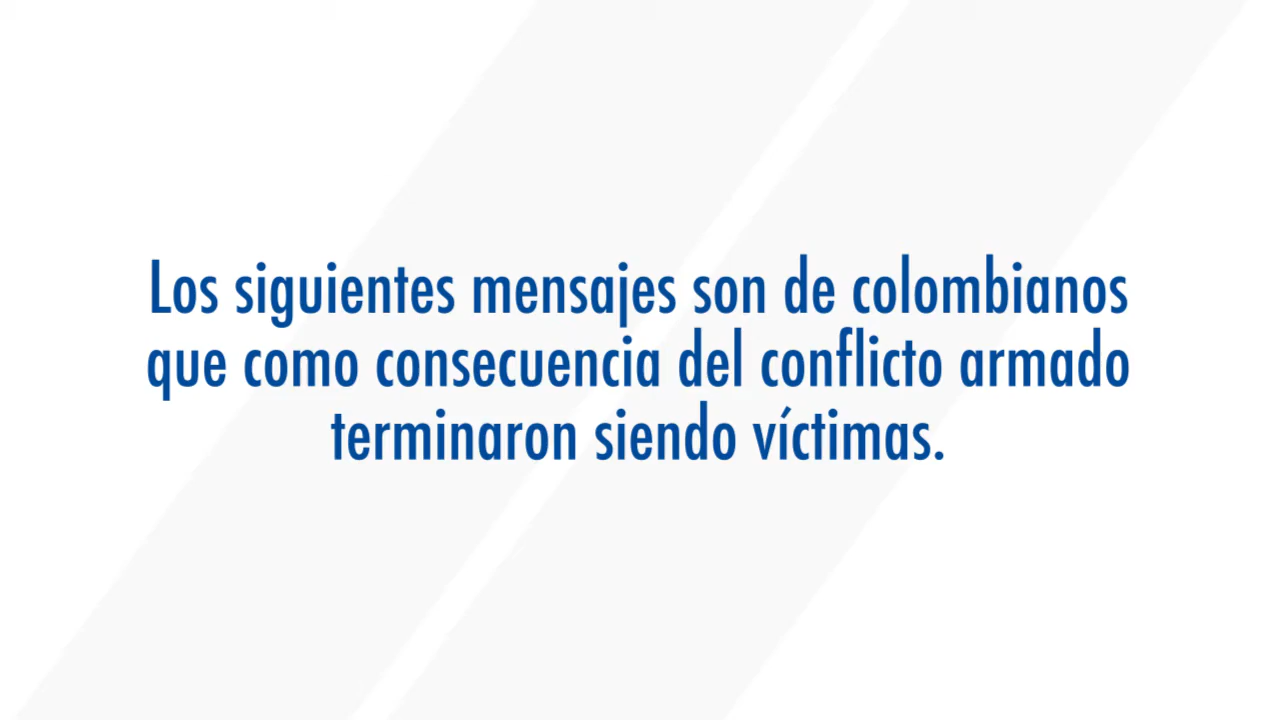 Los siguientes mensajes son de colombianos
que como consecuencia del conflicto armado
terminaron siendo víctimas.